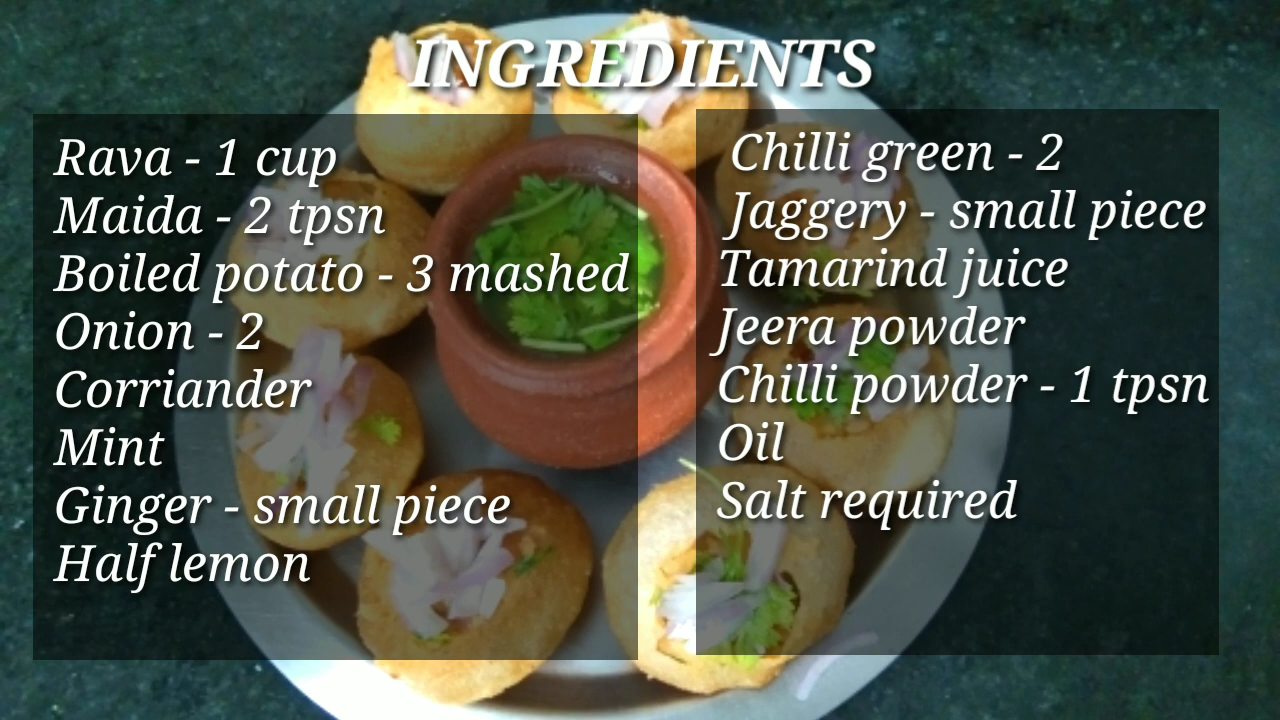 INGREDIENTS
Rava - 1 cup
Maida - 2 tpsn
Boiled potato - 3 mashed
Onion - 2
Corriander
Mint
Ginger - small piece
Half lemon
Chilli green - 2
Jaggery - small piece
Tamarind juice
Jeera powder
Chilli powder - 1 tpsn
Oil
Salt required